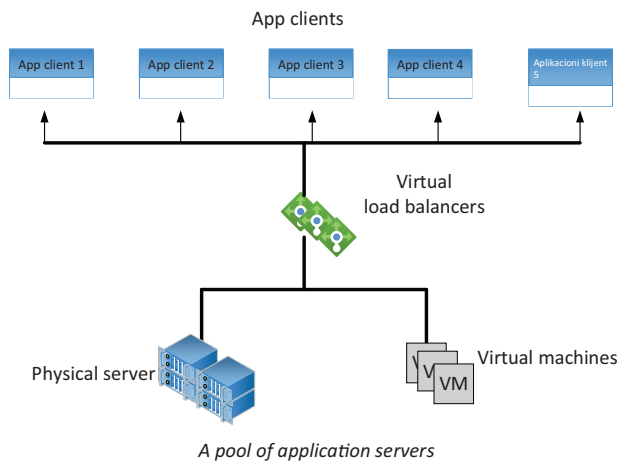 App clients
App client 1
App client 2
App client 3
App client 4
Aplikacioni klijent
5
Virtual
load balancers
Physical server
V
V
VM
Virtual machines
A pool of application servers